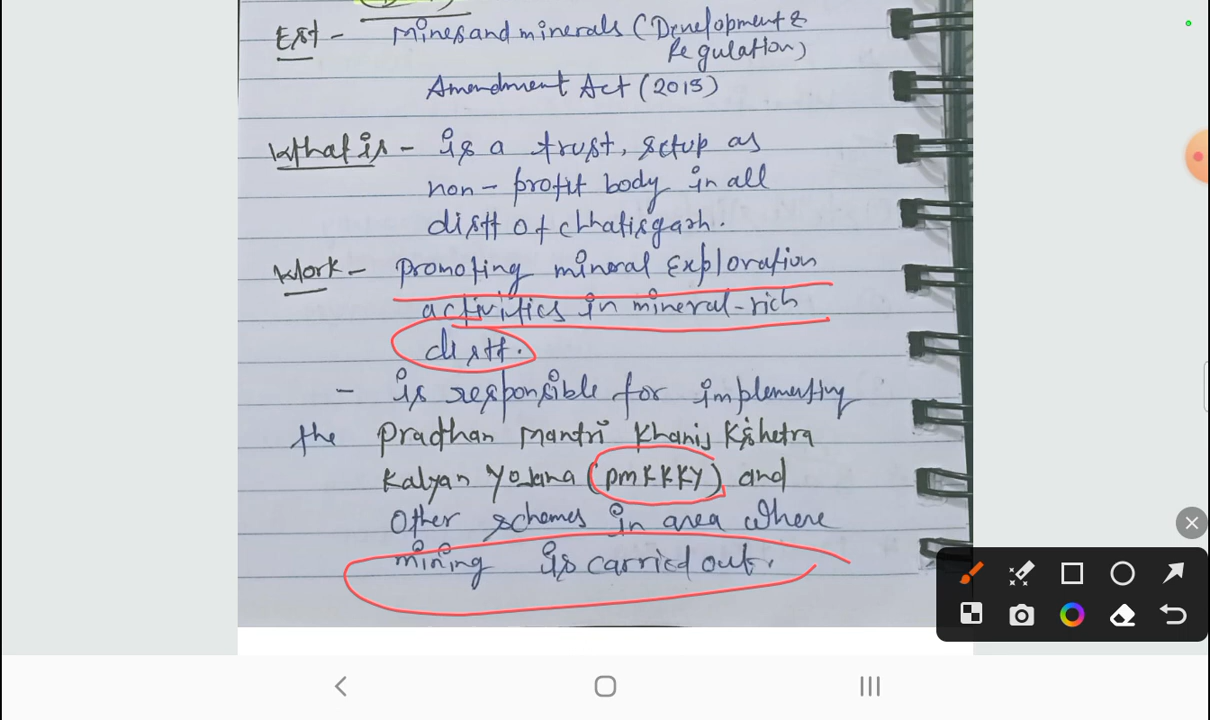 Est - Mines and minerals (Development &
Regulation)
Amendment Act (2015)
What is - is a trust, setup as
non - profit body in all
distt of chhatisgarh.
Work - promoting mineral Exploration
activities in mineral-rich
distt.
- is responsible for implementing
the Pradhan Mantri Khanij Kshetra
Kalyan Yojana (PMKKKY) and
Other schemes in area where
mining is carried out.